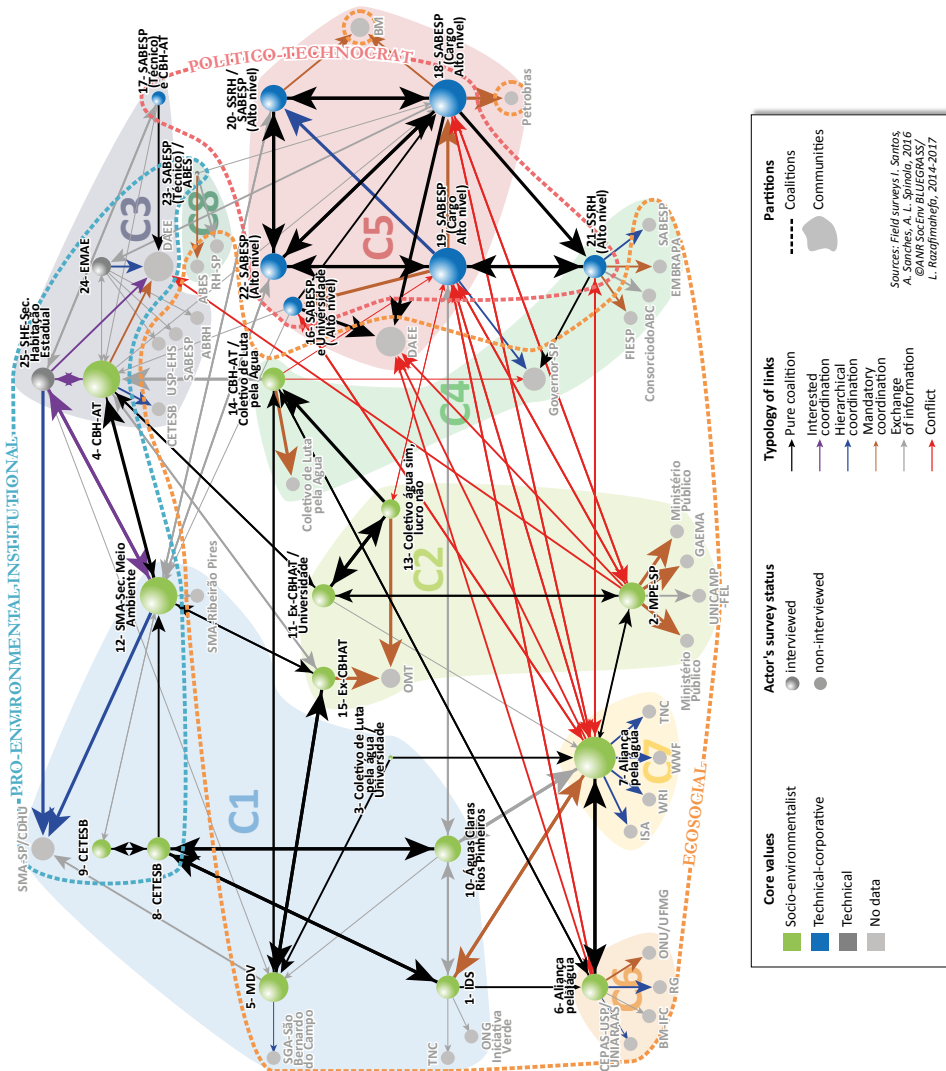 PRO-ENVIRONMENTAL-INSTITUTIONAL
POLITICO-TECHNOCRAT
ECOSOCIAL
C1
C2
C3
C4
C5
C6
C7
C8
SMA-SP/CDHU
9- CETESB
8- CETESB
5- MDV
SGA-São
Bernardo
do Campo
1- IDS
TNC
ONG
Iniciativa
Verde
10- Águas Claras
Rios Pinheiros
3- Coletivo de Luta
pela água /
Universidade
12- SMA-Sec. Meio
Ambiente
SMA-Ribeirão Pires
15- Ex-CBHAT
OMT
11- Ex-CBHAT/
Universidade
13- Coletivo água sim,
lucro não
14- CBH-AT/
Coletivo de Luta
pela Água
Coletivo de Luta
pela Água
25- SHE-Sec.
Habitação
Estadual
4- CBH-AT
24- EMAE
DAEE
CETESB
USP-EHS
SABESP
ABRH
ABES
RH-SP
17- SABESP
(Técnico)
e CBH-AT
23- SABESP
(Técnico) /
ABES
20- SSRH /
SABESP
(Alto nível)
22- SABESP
(Alto nível)
16- SABESP
e Universidade
(Alto nível)
BM
18- SABESP
(Cargo
Alto nível)
Petrobras
19- SABESP
(Cargo
Alto nível)
DAEE
21- SSRH
(Alto nível)
Governor-SP
SABESP
EMBRAPA
FIESP
ConsorciodoABC
2- MPE-SP
Ministério
Público
GAEMA
UNICAMP
-FEL
Ministério
Público
7- Aliança
pela água
TNC
WWF
WRI
ISA
6- Aliança
pela água
ONU/UFMG
RG
BM-IFC
CEPAS-USP/
UNIARAAS
Core values
Socio-environmentalist
Technical-corporative
Technical
No data
Actor's survey status
interviewed
non-interviewed
Typology of links
Pure coalition
Interested
coordination
Hierarchical
coordination
Mandatory
coordination
Exchange
of information
Conflict
Partitions
Coalitions
Communities
Sources: Field surveys I. Santos,
A. Sanches, A. L. Spinola, 2016
©ANR SocEnv BLUEGRASS/
L. Razafimahefa, 2014-2017